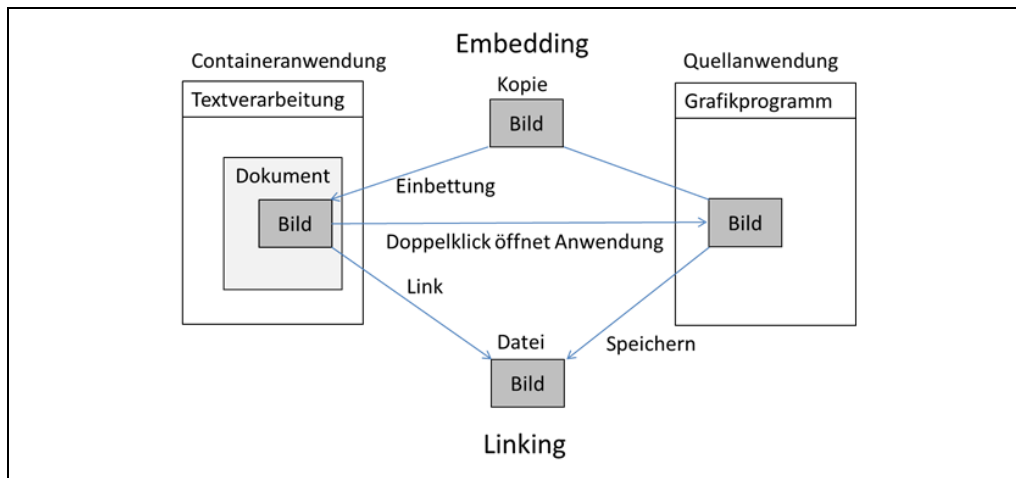 Embedding
Containeranwendung
Quellanwendung
Textverarbeitung
Kopie
Grafikprogramm
Bild
Dokument
Einbettung
Bild
Bild
Doppelklick öffnet Anwendung
Link
Datei
Speichern
Bild
Linking